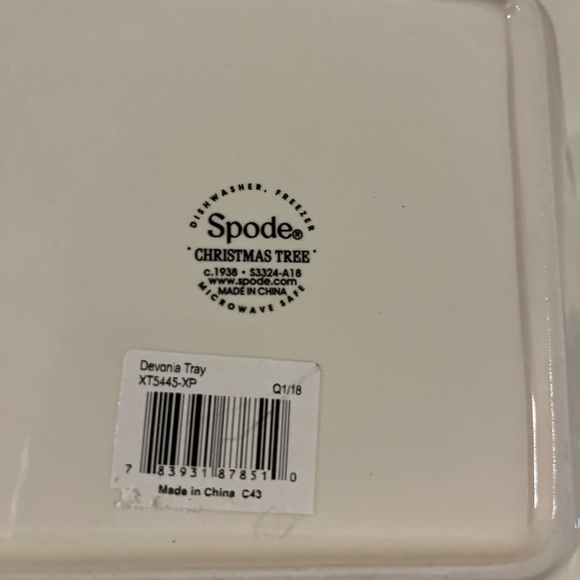 DISHWASHER, FREEZER
Spode®
· CHRISTMAS TREE ·
c.1938 · S3324-A18
www.spode.com
MADE IN CHINA
MICROWAVE SAFE
Devonia Tray
XT5445-XP
Q1/18
7 83931 87851 0
Made in China C43